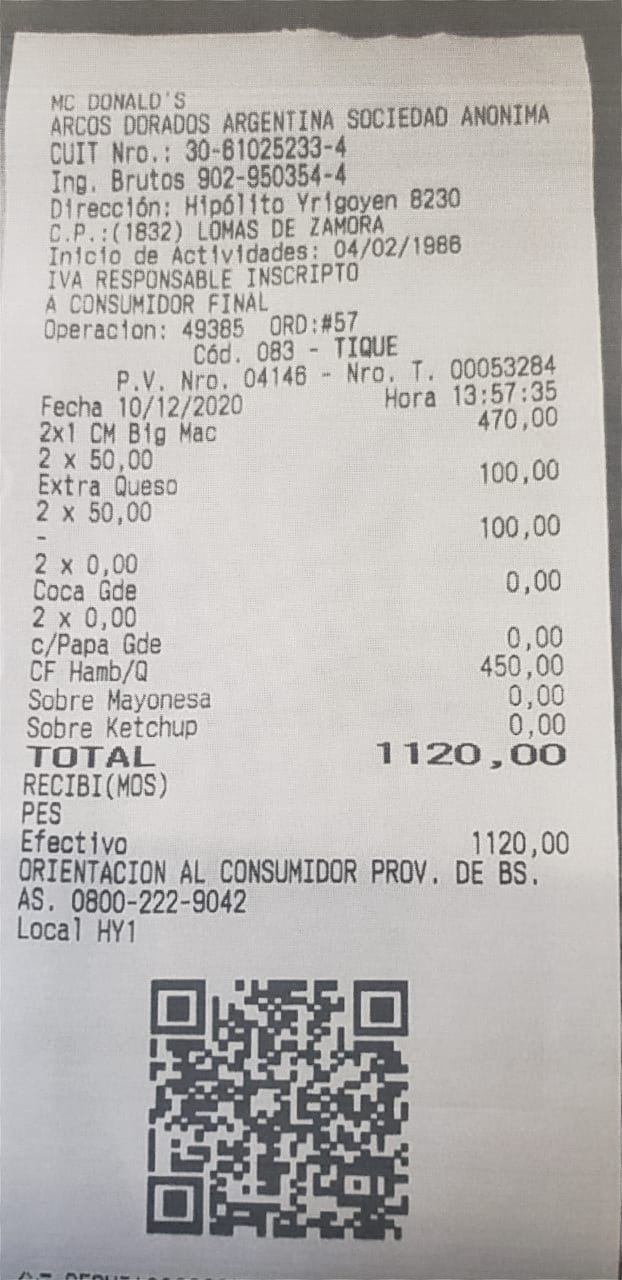 MC DONALD'S
ARCOS DORADOS ARGENTINA SOCIEDAD ANONIMA
CUIT Nro.: 30-61025233-4
Ing. Brutos 902-950354-4
Dirección: Hipólito Yrigoyen 8230
C.P.:(1832) LOMAS DE ZAMORA
Inicio de Actividades: 04/02/1986
IVA RESPONSABLE INSCRIPTO
A CONSUMIDOR FINAL
Operacion: 49385 ORD:#57
Cód. 083 - TIQUE
P.V. Nro. 04146 - Nro. T. 00053284
Fecha 10/12/2020 Hora 13:57:35
2x1 CM Big Mac 470,00
2 x 50,00
Extra Queso 100,00
2 x 50,00
- 100,00
2 x 0,00
Coca Gde 0,00
2 x 0,00
c/Papa Gde 0,00
CF Hamb/Q 450,00
Sobre Mayonesa 0,00
Sobre Ketchup 0,00
TOTAL 1120,00
RECIBI(MOS)
PES
Efectivo 1120,00
ORIENTACION AL CONSUMIDOR PROV. DE BS.
AS. 0800-222-9042
Local HY1